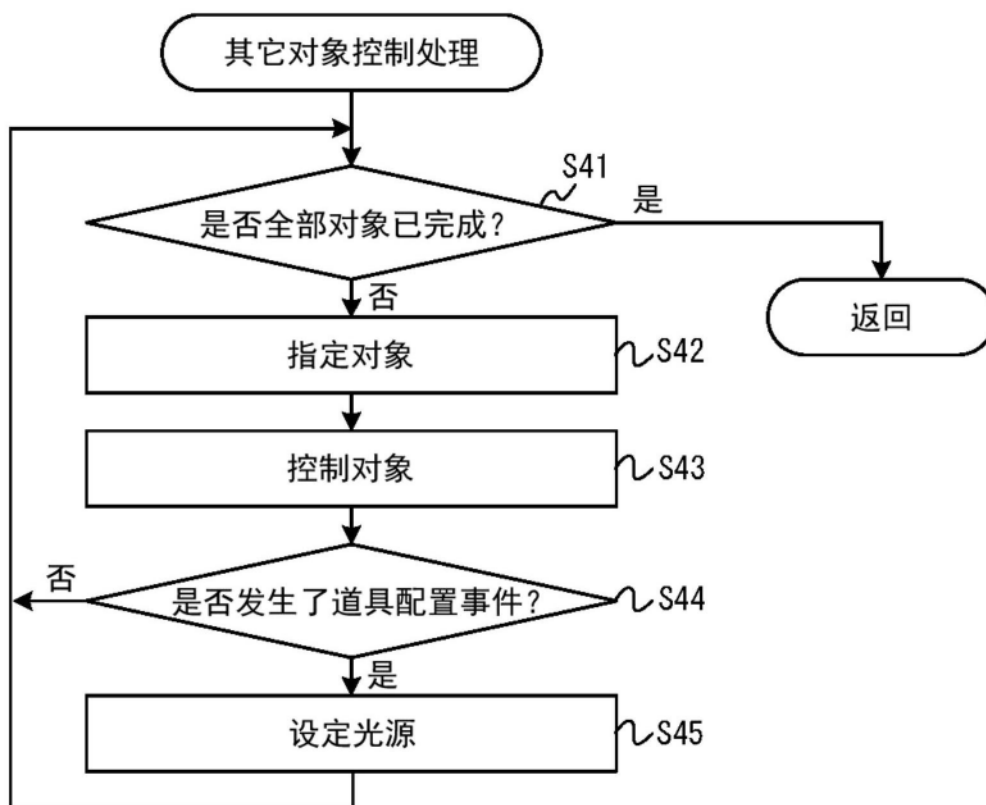 其它对象控制处理
S41
是否全部对象已完成?
是
否
返回
指定对象
S42
控制对象
S43
否
是否发生了道具配置事件?
S44
是
设定光源
S45